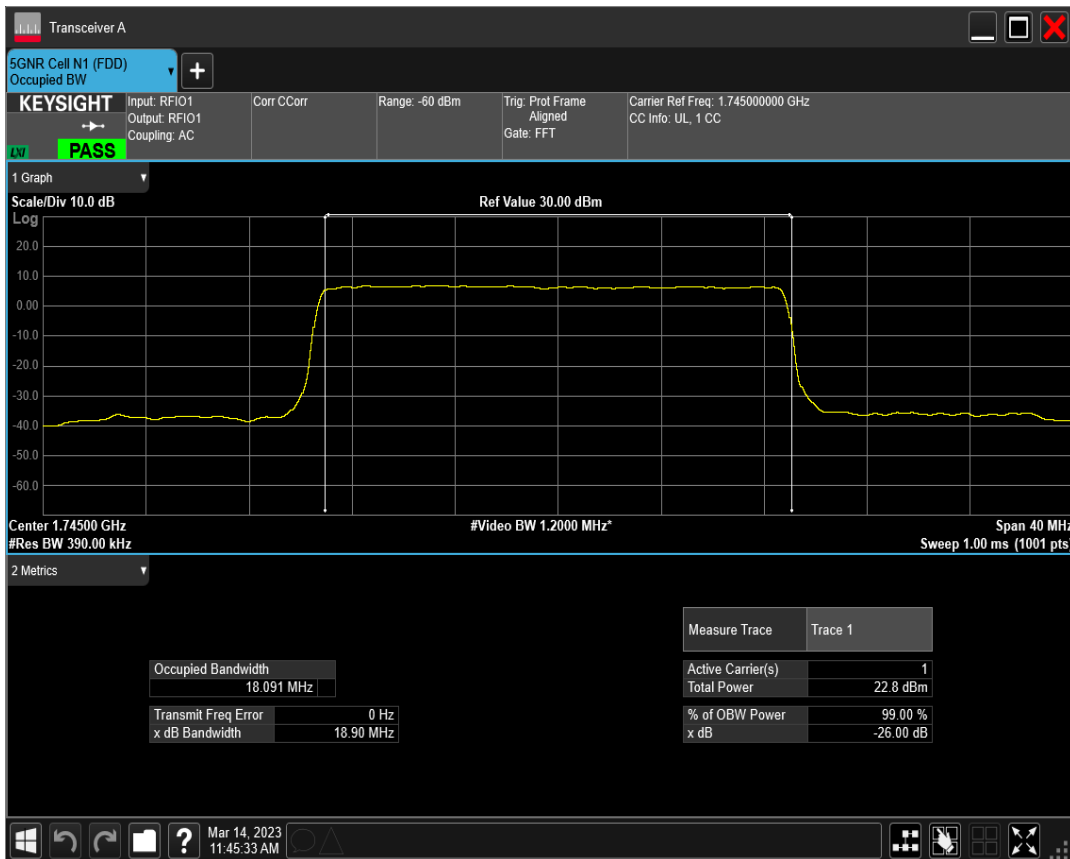 Transceiver A
5GNR Cell N1 (FDD)
Occupied BW
+
KEYSIGHT
LXI
PASS
Input: RFIO1
Output: RFIO1
Coupling: AC
Corr CCorr
Range: -60 dBm
Trig: Prot Frame
Aligned
Gate: FFT
Carrier Ref Freq: 1.745000000 GHz
CC Info: UL, 1 CC
1 Graph
Scale/Div 10.0 dB
Ref Value 30.00 dBm
Log
20.0
10.0
0.00
-10.0
-20.0
-30.0
-40.0
-50.0
-60.0
Center 1.74500 GHz
#Video BW 1.2000 MHz*
Span 40 MHz
#Res BW 390.00 kHz
Sweep 1.00 ms (1001 pts)
2 Metrics
Measure Trace Trace 1
Occupied Bandwidth
18.091 MHz
Active Carrier(s) 1
Total Power 22.8 dBm
Transmit Freq Error 0 Hz
x dB Bandwidth 18.90 MHz
% of OBW Power 99.00 %
x dB -26.00 dB
?
Mar 14, 2023
11:45:33 AM